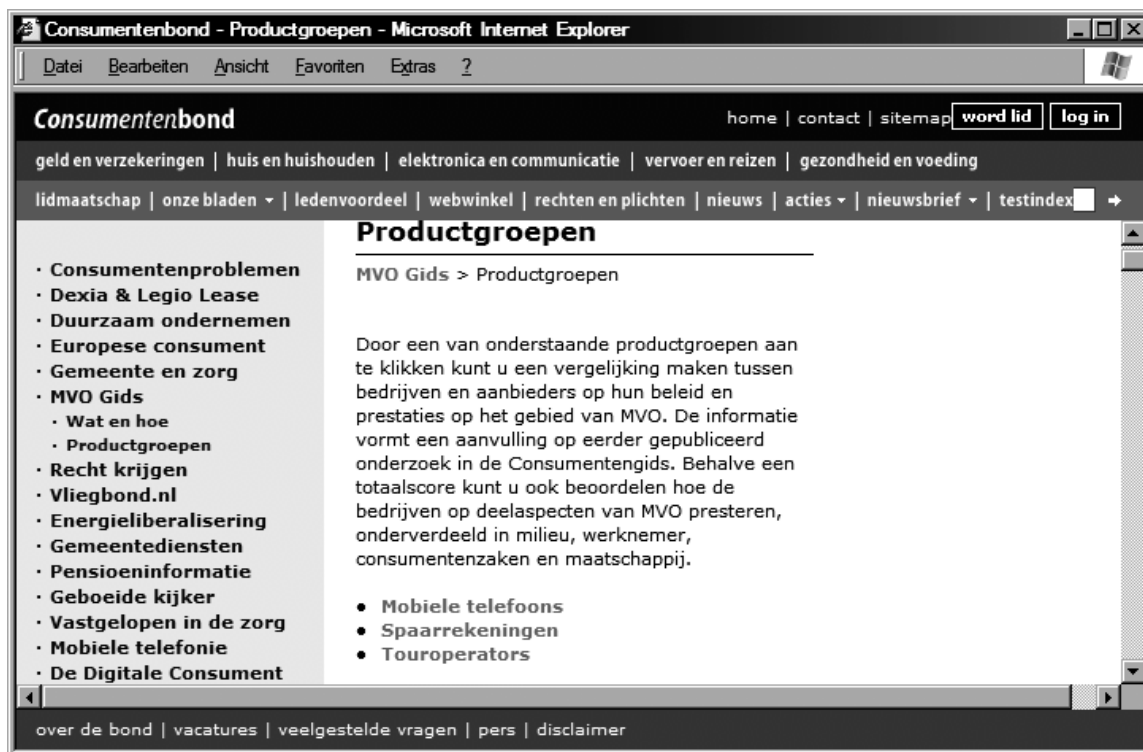 Consumentenbond - Productgroepen - Microsoft Internet Explorer
Datei Bearbeiten Ansicht Favoriten Extras ?
Consumentenbond
home | contact | sitemap word lid log in
geld en verzekeringen | huis en huishouden | elektronica en communicatie | vervoer en reizen | gezondheid en voeding
lidmaatschap | onze bladen | ledenvoordeel | webwinkel | rechten en plichten | nieuws | acties | nieuwsbrief | testindex
· Consumentenproblemen
· Dexia & Legio Lease
· Duurzaam ondernemen
· Europese consument
· Gemeente en zorg
· MVO Gids
· Wat en hoe
· Productgroepen
· Recht krijgen
· Vliegbond.nl
· Energieliberalisering
· Gemeentediensten
· Pensioeninformatie
· Geboeide kijker
· Vastgelopen in de zorg
· Mobiele telefonie
· De Digitale Consument
Productgroepen
MVO Gids > Productgroepen
Door een van onderstaande productgroepen aan
te klikken kunt u een vergelijking maken tussen
bedrijven en aanbieders op hun beleid en
prestaties op het gebied van MVO. De informatie
vormt een aanvulling op eerder gepubliceerd
onderzoek in de Consumentengids. Behalve een
totaalscore kunt u ook beoordelen hoe de
bedrijven op deelaspecten van MVO presteren,
onderverdeeld in milieu, werknemer,
consumentenzaken en maatschappij.
• Mobiele telefoons
• Spaarrekeningen
• Touroperators
over de bond | vacatures | veelgestelde vragen | pers | disclaimer